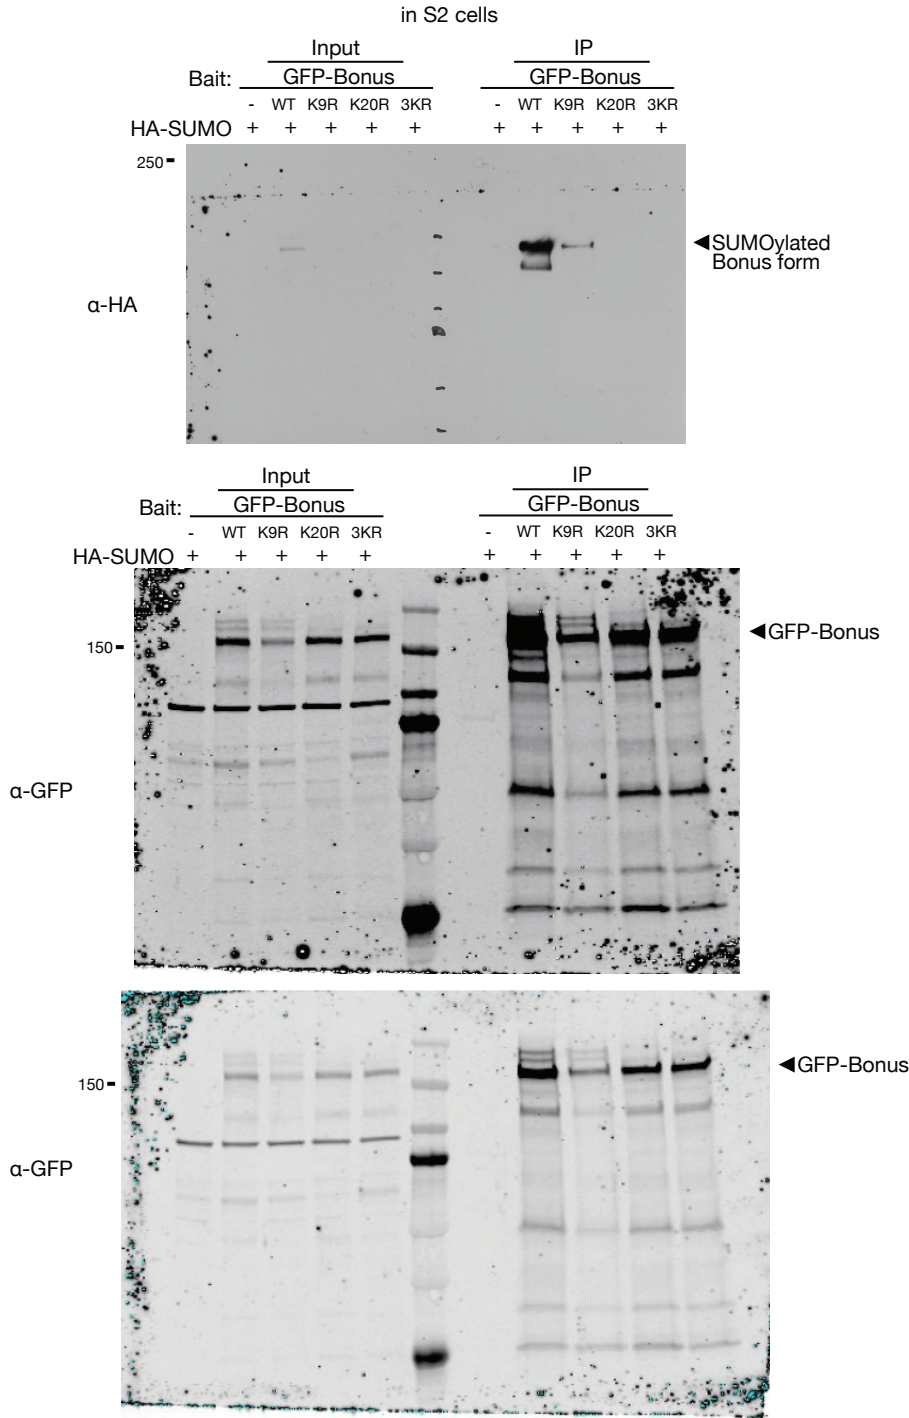 in S2 cells
Input IP
Bait: GFP-Bonus GFP-Bonus
- WT K9R K20R 3KR - WT K9R K20R 3KR
HA-SUMO + + + + + + + + + +
250
SUMOylated
Bonus form
α-HA
Input IP
Bait: GFP-Bonus GFP-Bonus
- WT K9R K20R 3KR - WT K9R K20R 3KR
HA-SUMO + + + + + + + + + +
150 GFP-Bonus
α-GFP
150 GFP-Bonus
α-GFP